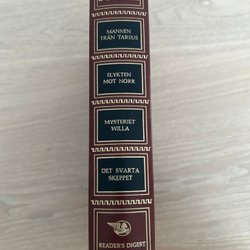 MANNEN
FRÅN TARSUS
FLYKTEN
MOT NORR
MYSTERIET
WILLA
DET SVARTA
SKEPPET
READER'S DIGEST